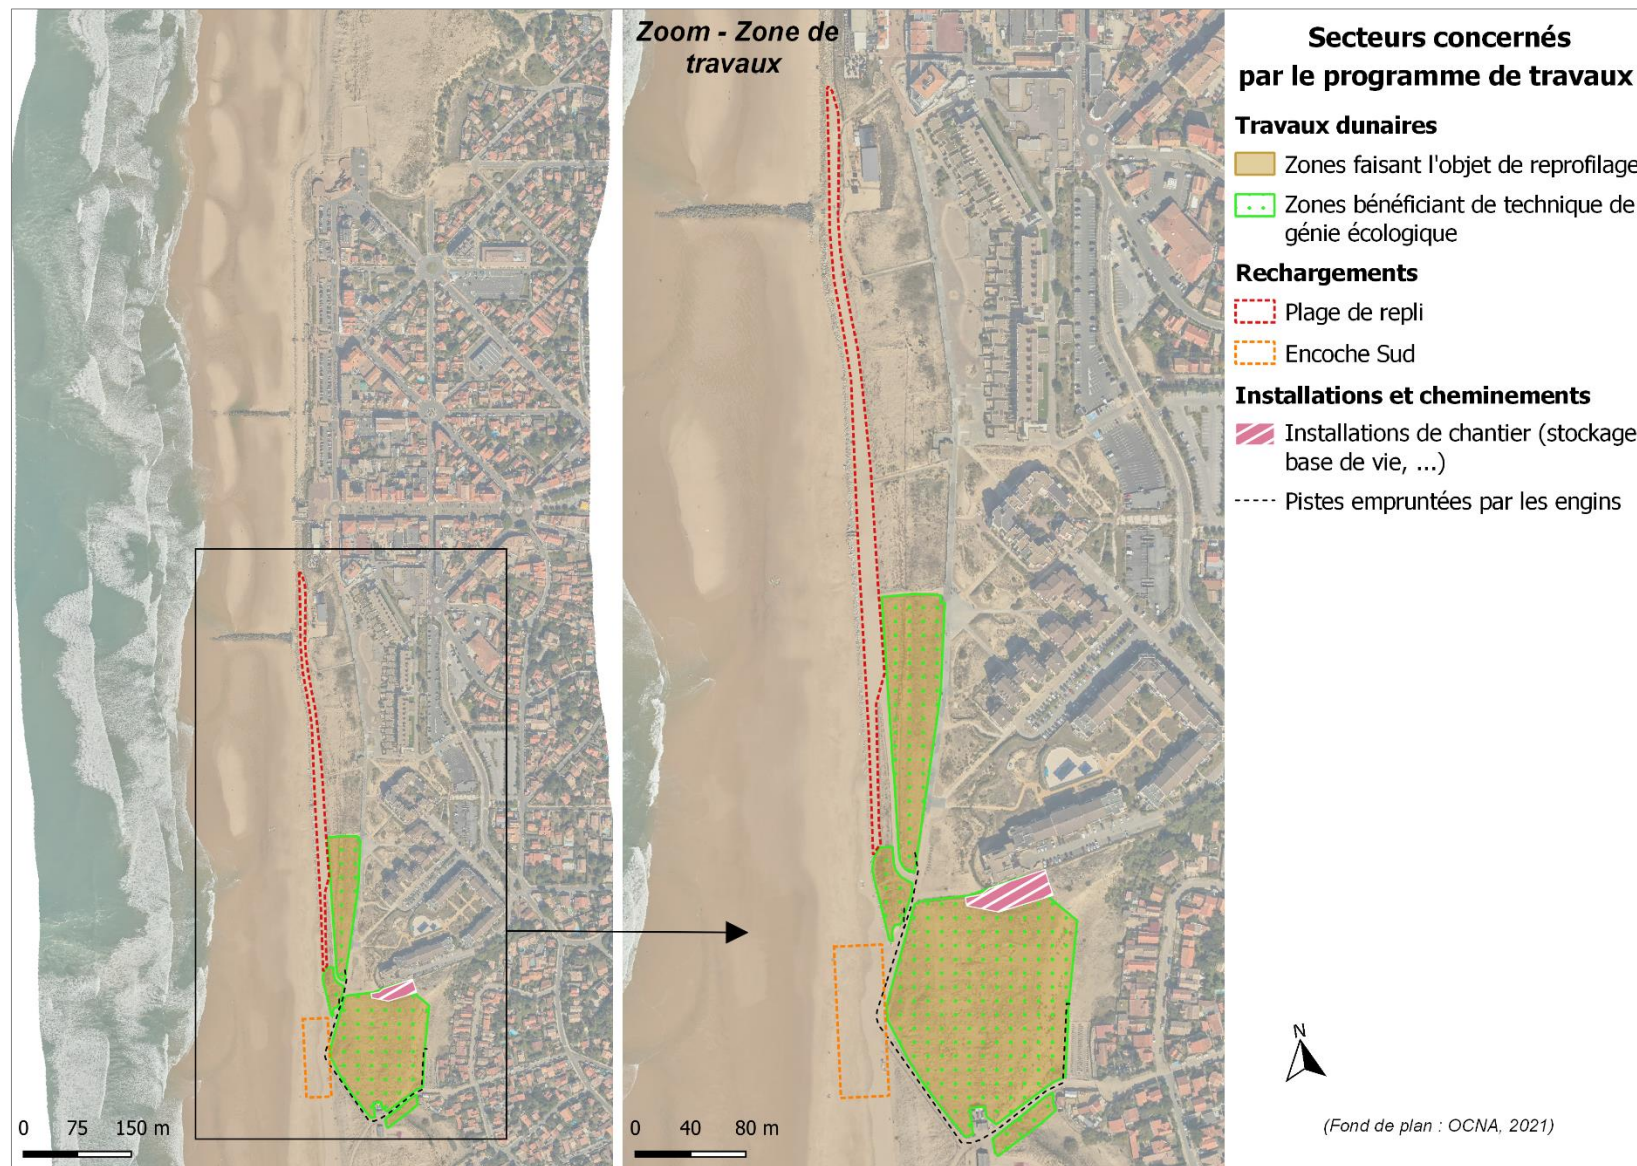 Zoom - Zone de
travaux
Secteurs concernés
par le programme de travaux
Travaux dunaires
Zones faisant l'objet de reprofilage
Zones bénéficiant de technique de
génie écologique
Rechargements
Plage de repli
Encoche Sud
Installations et cheminements
Installations de chantier (stockage
base de vie, ...)
Pistes empruntées par les engins
N
(Fond de plan : OCNA, 2021)
0 75 150 m
0 40 80 m